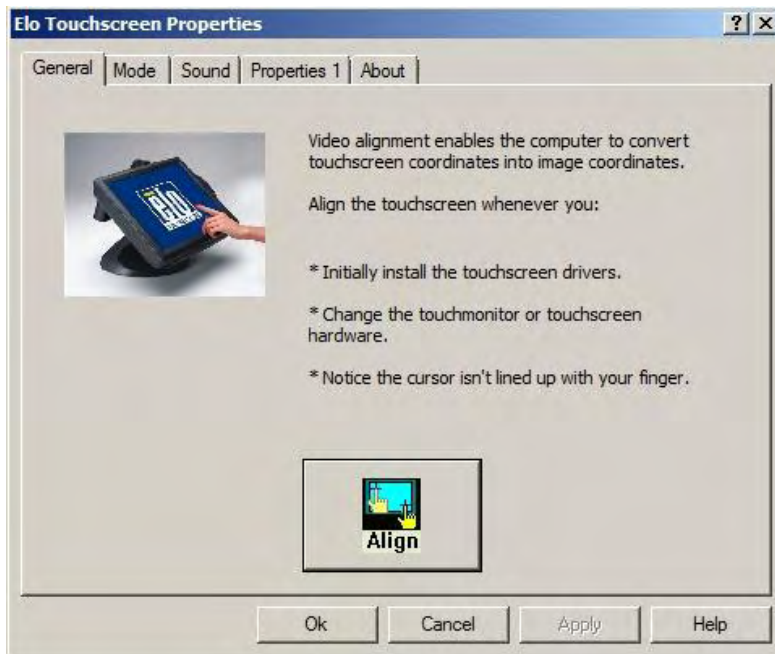 Elo Touchscreen Properties
General Mode Sound Properties 1 About
Video alignment enables the computer to convert
touchscreen coordinates into image coordinates.
Align the touchscreen whenever you:
* Initially install the touchscreen drivers.
* Change the touchmonitor or touchscreen
hardware.
* Notice the cursor isn't lined up with your finger.
elo
Align
Ok Cancel Apply Help